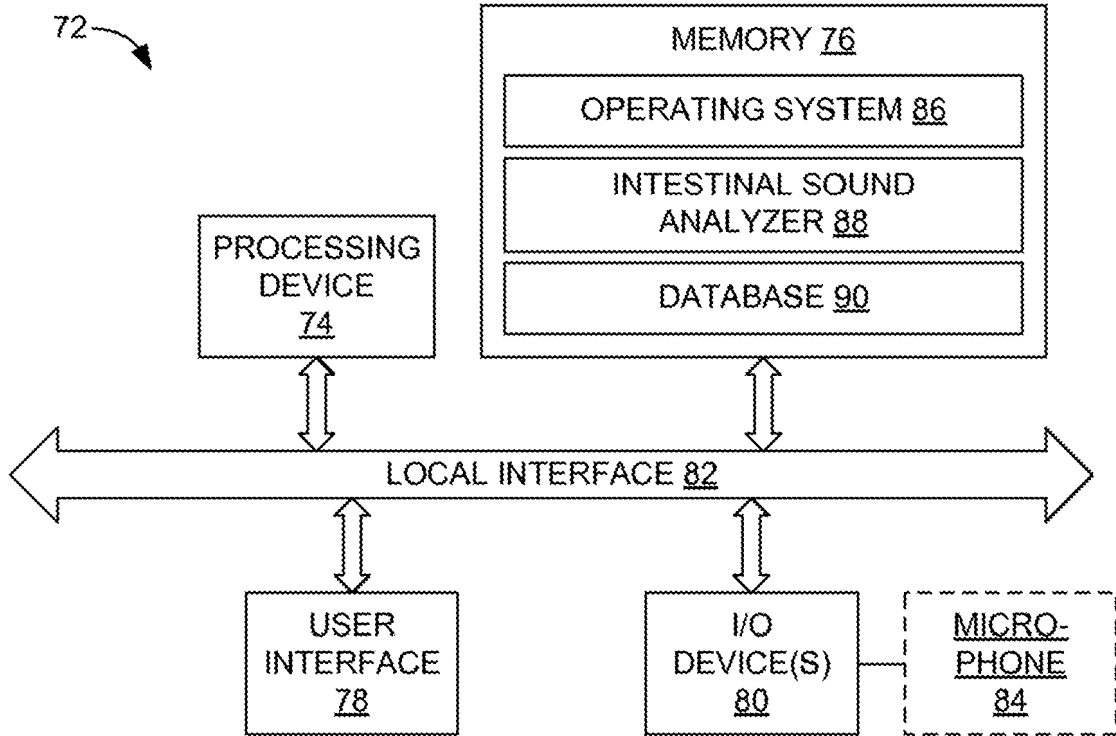 72
MEMORY 76
OPERATING SYSTEM 86
INTESTINAL SOUND
ANALYZER 88
DATABASE 90
PROCESSING
DEVICE
74
LOCAL INTERFACE 82
USER
INTERFACE
78
I/O
DEVICE(S)
80
MICRO-
PHONE
84